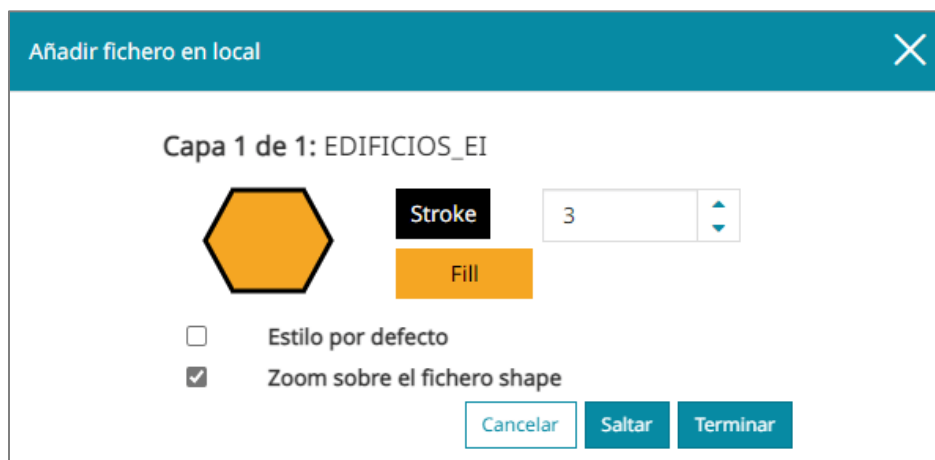 Añadir fichero en local
Capa 1 de 1: EDIFICIOS_EI
Stroke 3
Fill
Estilo por defecto
Zoom sobre el fichero shape
Cancelar Saltar Terminar